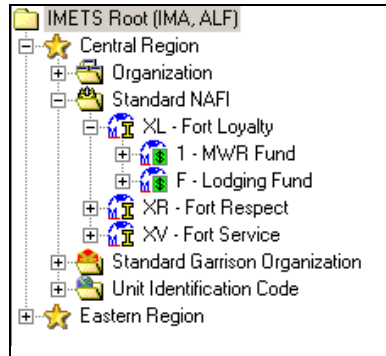 IMETS Root (IMA, ALF)
Central Region
Organization
Standard NAFI
XL - Fort Loyalty
1 - MWR Fund
F - Lodging Fund
XR - Fort Respect
XV - Fort Service
Standard Garrison Organization
Unit Identification Code
Eastern Region